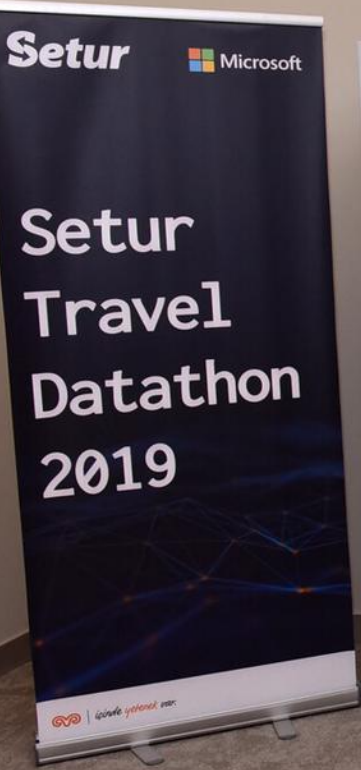 Setur
Microsoft
Setur
Travel
Datathon
2019
içinde yetenek var.